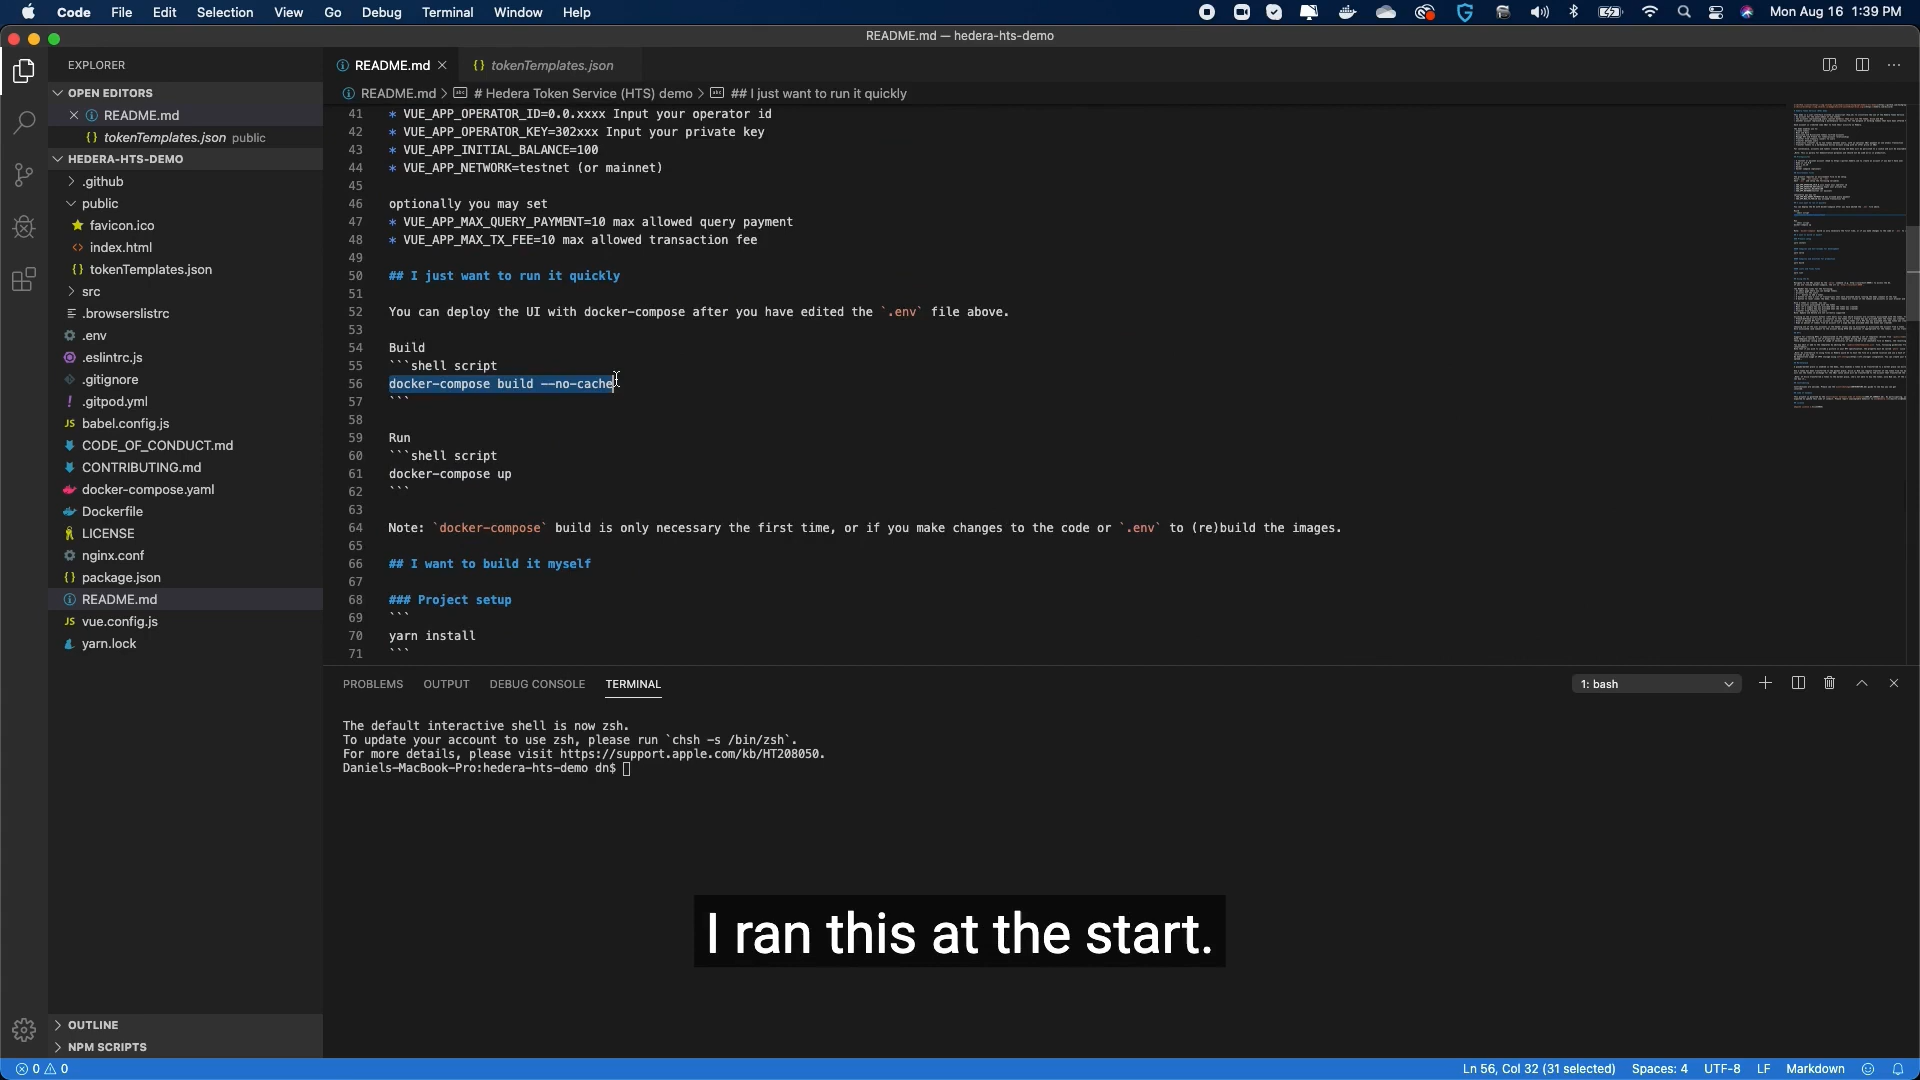 Code File Edit Selection View Go Debug Terminal Window Help Mon Aug 16 1:39 PM
README.md — hedera-hts-demo
EXPLORER
OPEN EDITORS
README.md
tokenTemplates.json public
HEDERA-HTS-DEMO
.github
public
favicon.ico
index.html
tokenTemplates.json
src
.browserslistrc
.env
.eslintrc.js
.gitignore
.gitpod.yml
babel.config.js
CODE_OF_CONDUCT.md
CONTRIBUTING.md
docker-compose.yaml
Dockerfile
LICENSE
nginx.conf
package.json
README.md
vue.config.js
yarn.lock
OUTLINE
NPM SCRIPTS
README.md tokenTemplates.json
README.md > # Hedera Token Service (HTS) demo > ## I just want to run it quickly
41 * VUE_APP_OPERATOR_ID=0.0.xxxx Input your operator id
42 * VUE_APP_OPERATOR_KEY=302xxx Input your private key
43 * VUE_APP_INITIAL_BALANCE=100
44 * VUE_APP_NETWORK=testnet (or mainnet)
45
46 optionally you may set
47 * VUE_APP_MAX_QUERY_PAYMENT=10 max allowed query payment
48 * VUE_APP_MAX_TX_FEE=10 max allowed transaction fee
49
50 ## I just want to run it quickly
51
52 You can deploy the UI with docker-compose after you have edited the `.env` file above.
53
54 Build
55 ```shell script
56 docker-compose build --no-cache
57 ```
58
59 Run
60 ```shell script
61 docker-compose up
62 ```
63
64 Note: `docker-compose` build is only necessary the first time, or if you make changes to the code or `.env` to (re)build the images.
65
66 ## I want to build it myself
67
68 ### Project setup
69 ```
70 yarn install
71 ```
PROBLEMS OUTPUT DEBUG CONSOLE TERMINAL 1: bash
The default interactive shell is now zsh.
To update your account to use zsh, please run `chsh -s /bin/zsh`.
For more details, please visit https://support.apple.com/kb/HT208050.
Daniels-MacBook-Pro:hedera-hts-demo dn$
I ran this at the start.
0 0 Ln 56, Col 32 (31 selected) Spaces: 4 UTF-8 LF Markdown